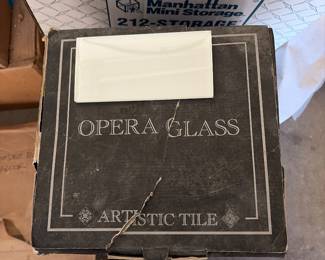 Manhattan
Mini Storage
212-STORAGE
OPERA GLASS
ARTISTIC TILE